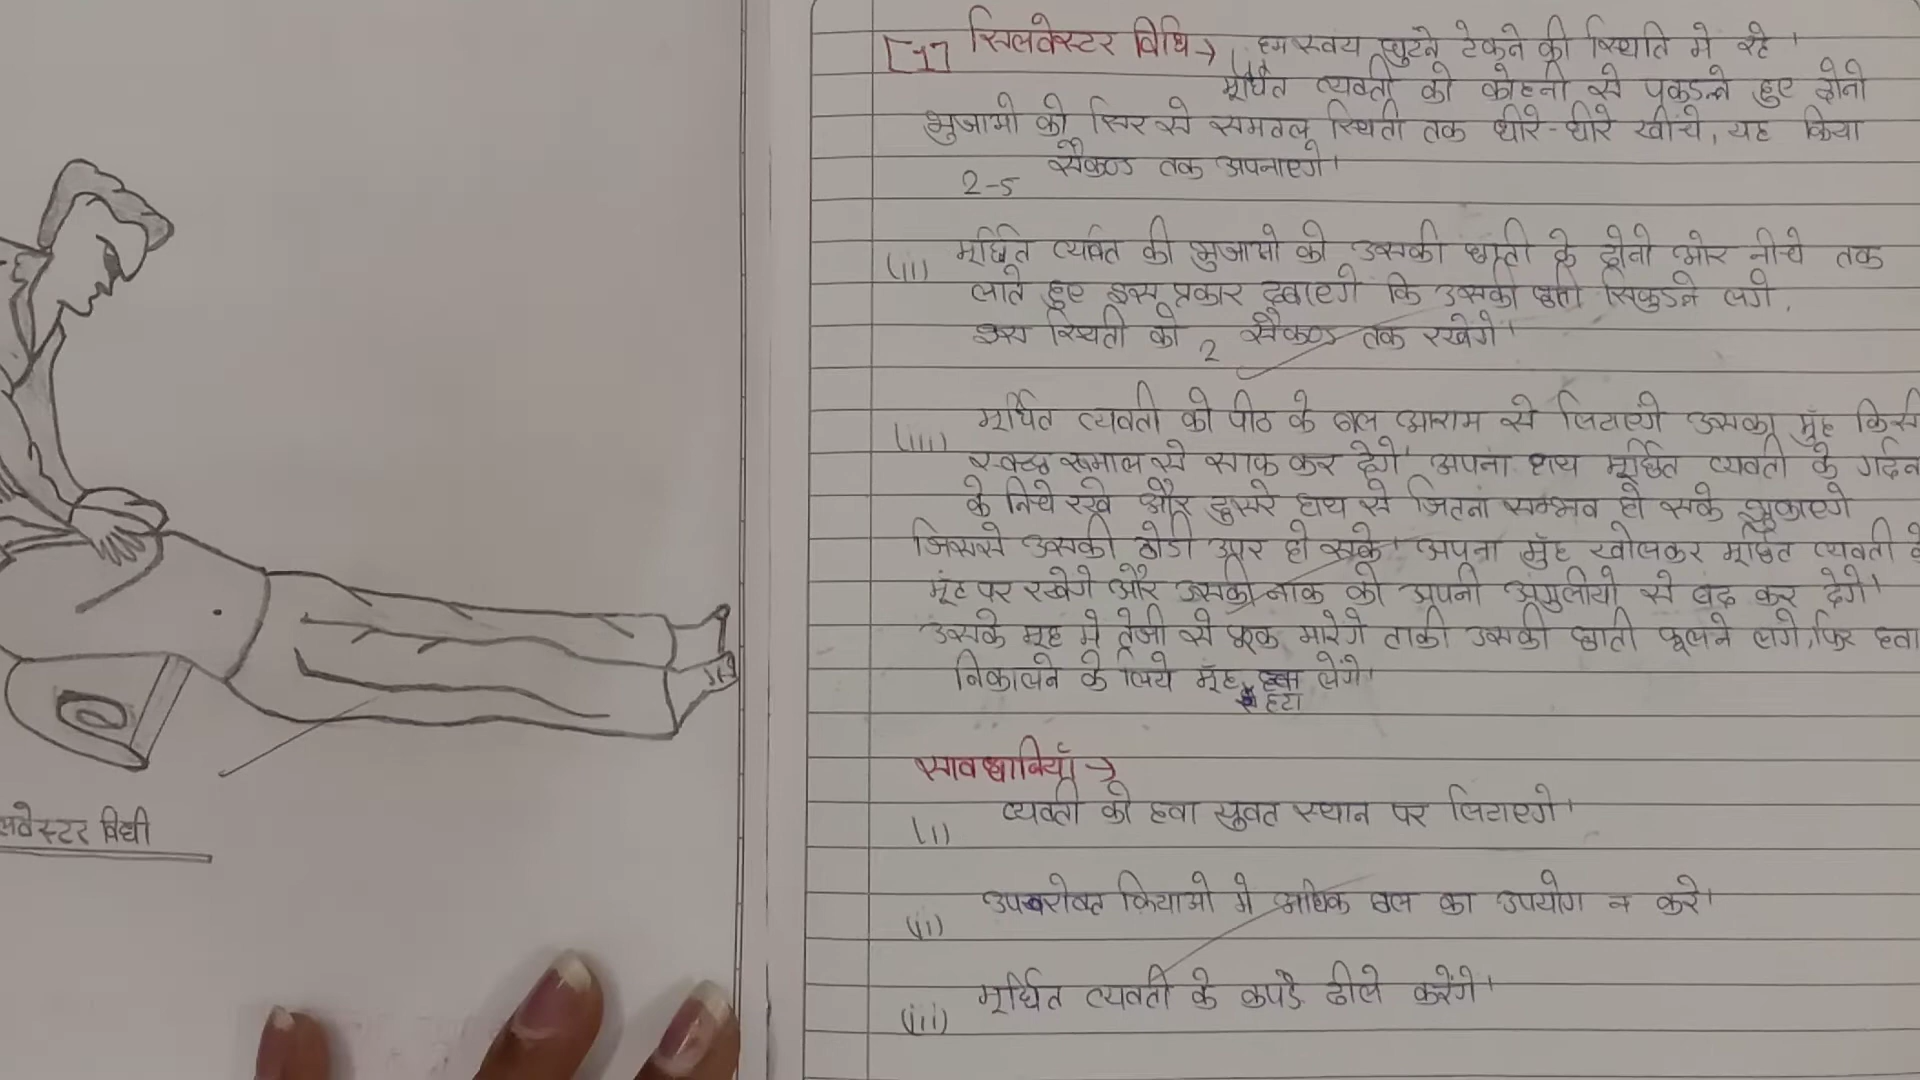 लवेस्टर विधी
[1] सिलवेस्टर विधि→ (i) हम स्वंय घुटने टेकने की स्थिति मे रहे।
मूर्छित व्यक्ती को कोहनी से पकडते हुए दोनो
भुजाओ को सिर से समतल स्थिती तक धीरे-धीरे खीचे, यह क्रिया
2-5 सैकण्ड तक अपनाएगे।
(ii) मूर्छित व्यक्ति की भुजाओ को उसकी छाती के दोनो ओर नीचे तक
लाते हुए इस प्रकार दबाएगे कि उसकी छाती सिकुडने लगे,
इस स्थिती को 2 सैकण्ड तक रखेगे।
(iii) मूर्छित व्यक्ती को पीठ के बल आराम से लिटाएगे उसका मुँह किसी
स्वच्छ रूमाल से साफ कर देगे। अपना हाथ मूर्छित व्यक्ती के गर्दन
के निचे रखे और दुसरे हाथ से जितना सम्भव हो सके झुकाएगे
जिससे उसकी ठोडी उपर हो सके। अपना मुँह खोलकर मूर्छित व्यक्ती के
मूंह पर रखेगे और उसकी नाक को अपनी अंगुलीयो से बंद कर देगे।
उसके मूह मे तेजी से फूक मारेगे ताकी उसकी छाती फूलने लगे, फिर हवा
निकालने के लिये मूँह हटा लेंगे।
सावधानियाँ→
(i) व्यक्ती को हवा युक्त स्थान पर लिटाएगे।
(ii) उपरोक्त क्रियाओ मे अधिक बल का उपयोग न करे।
(iii) मूर्छित व्यक्ती के कपडे ढीले करेंगे।